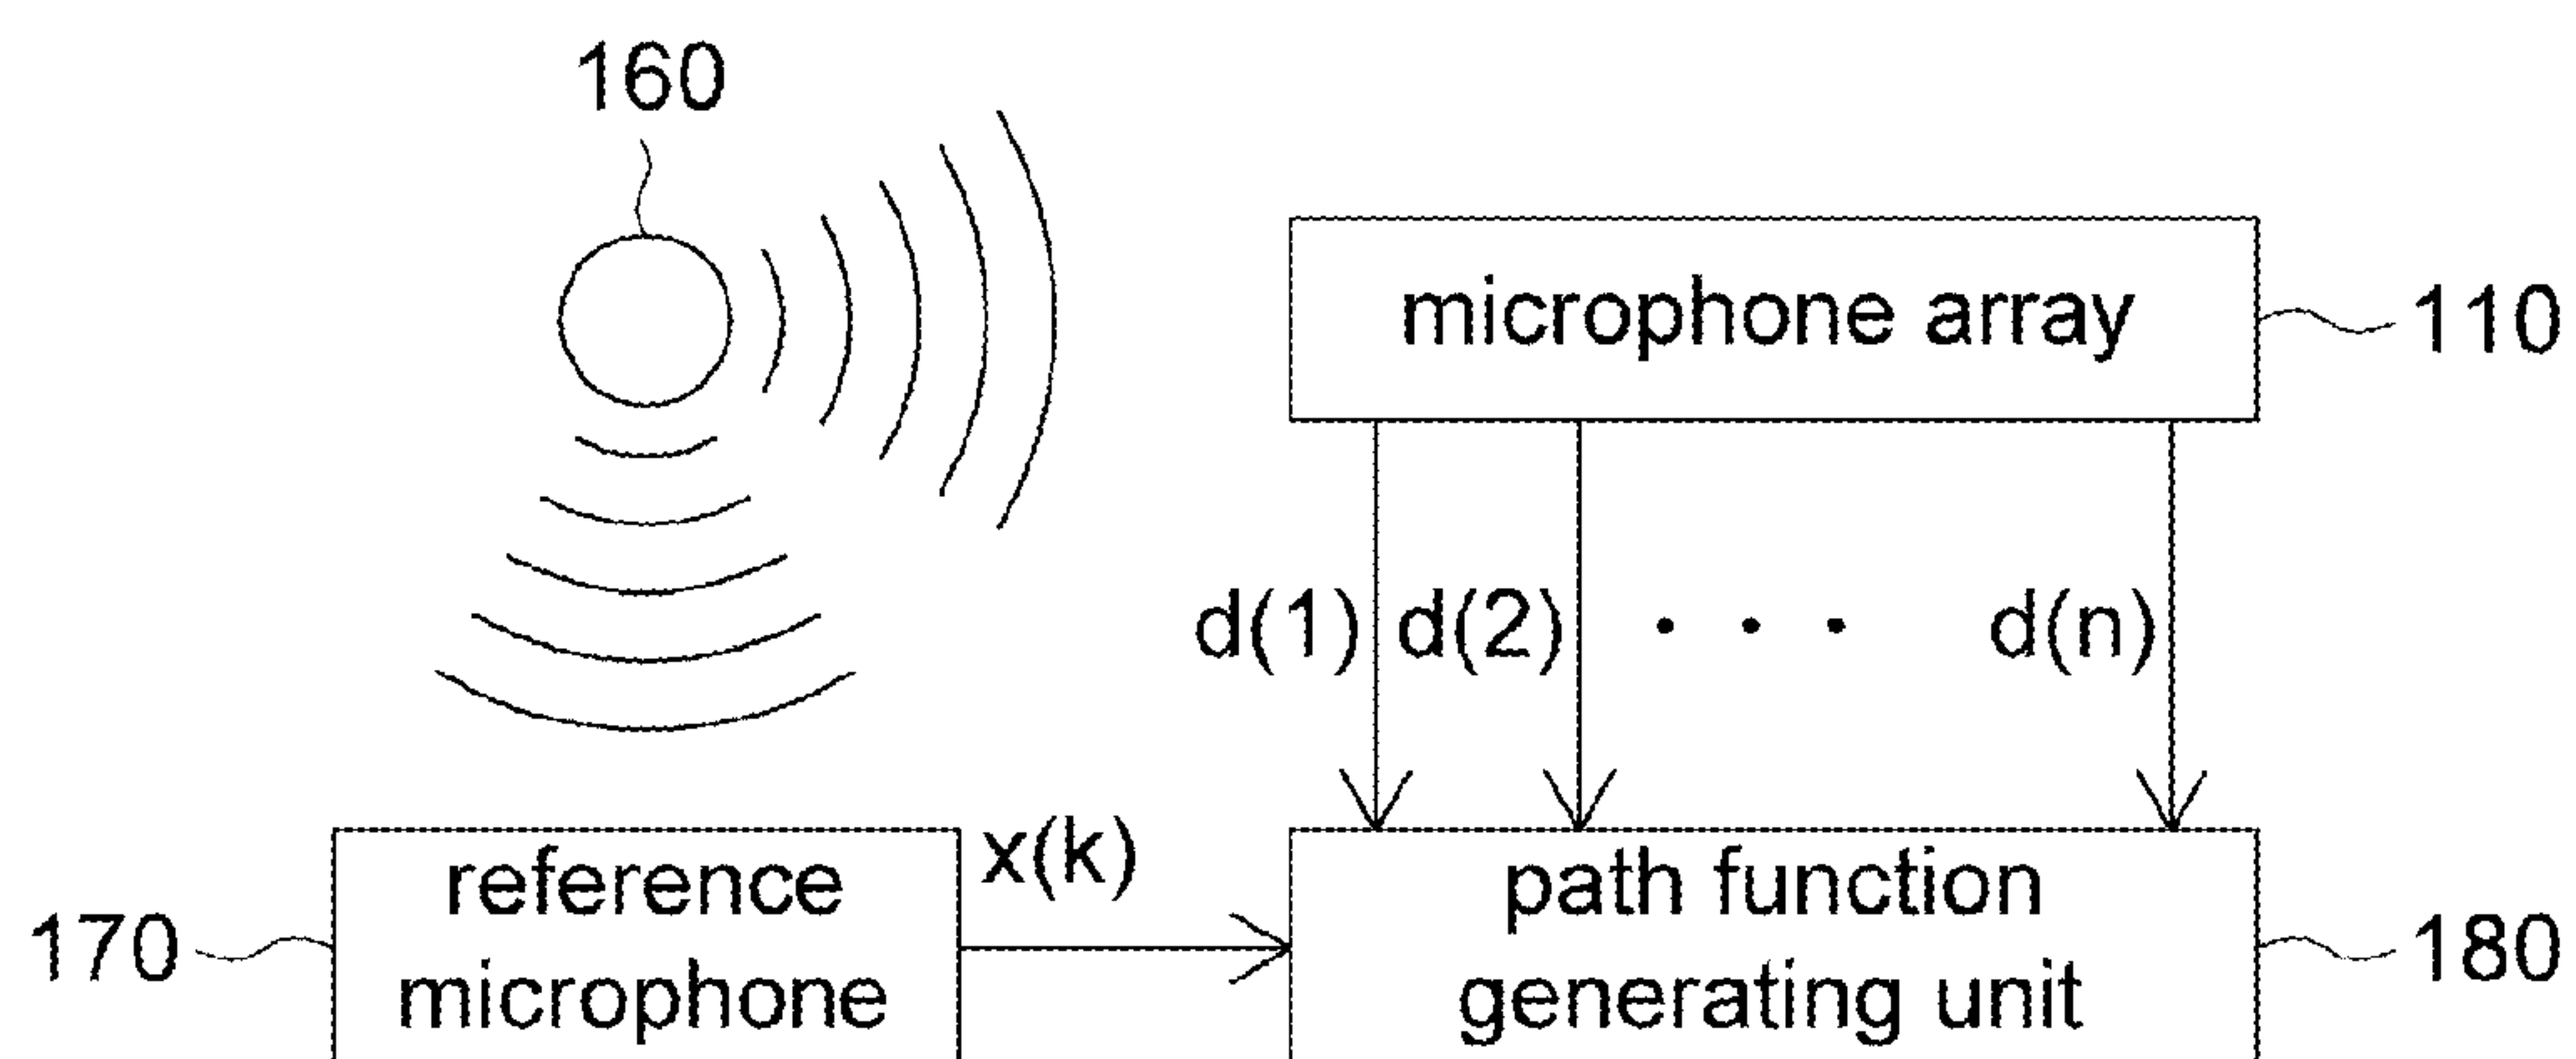 160
microphone array
110
d(1) d(2) . . . d(n)
x(k)
reference
microphone
170
path function
generating unit
180